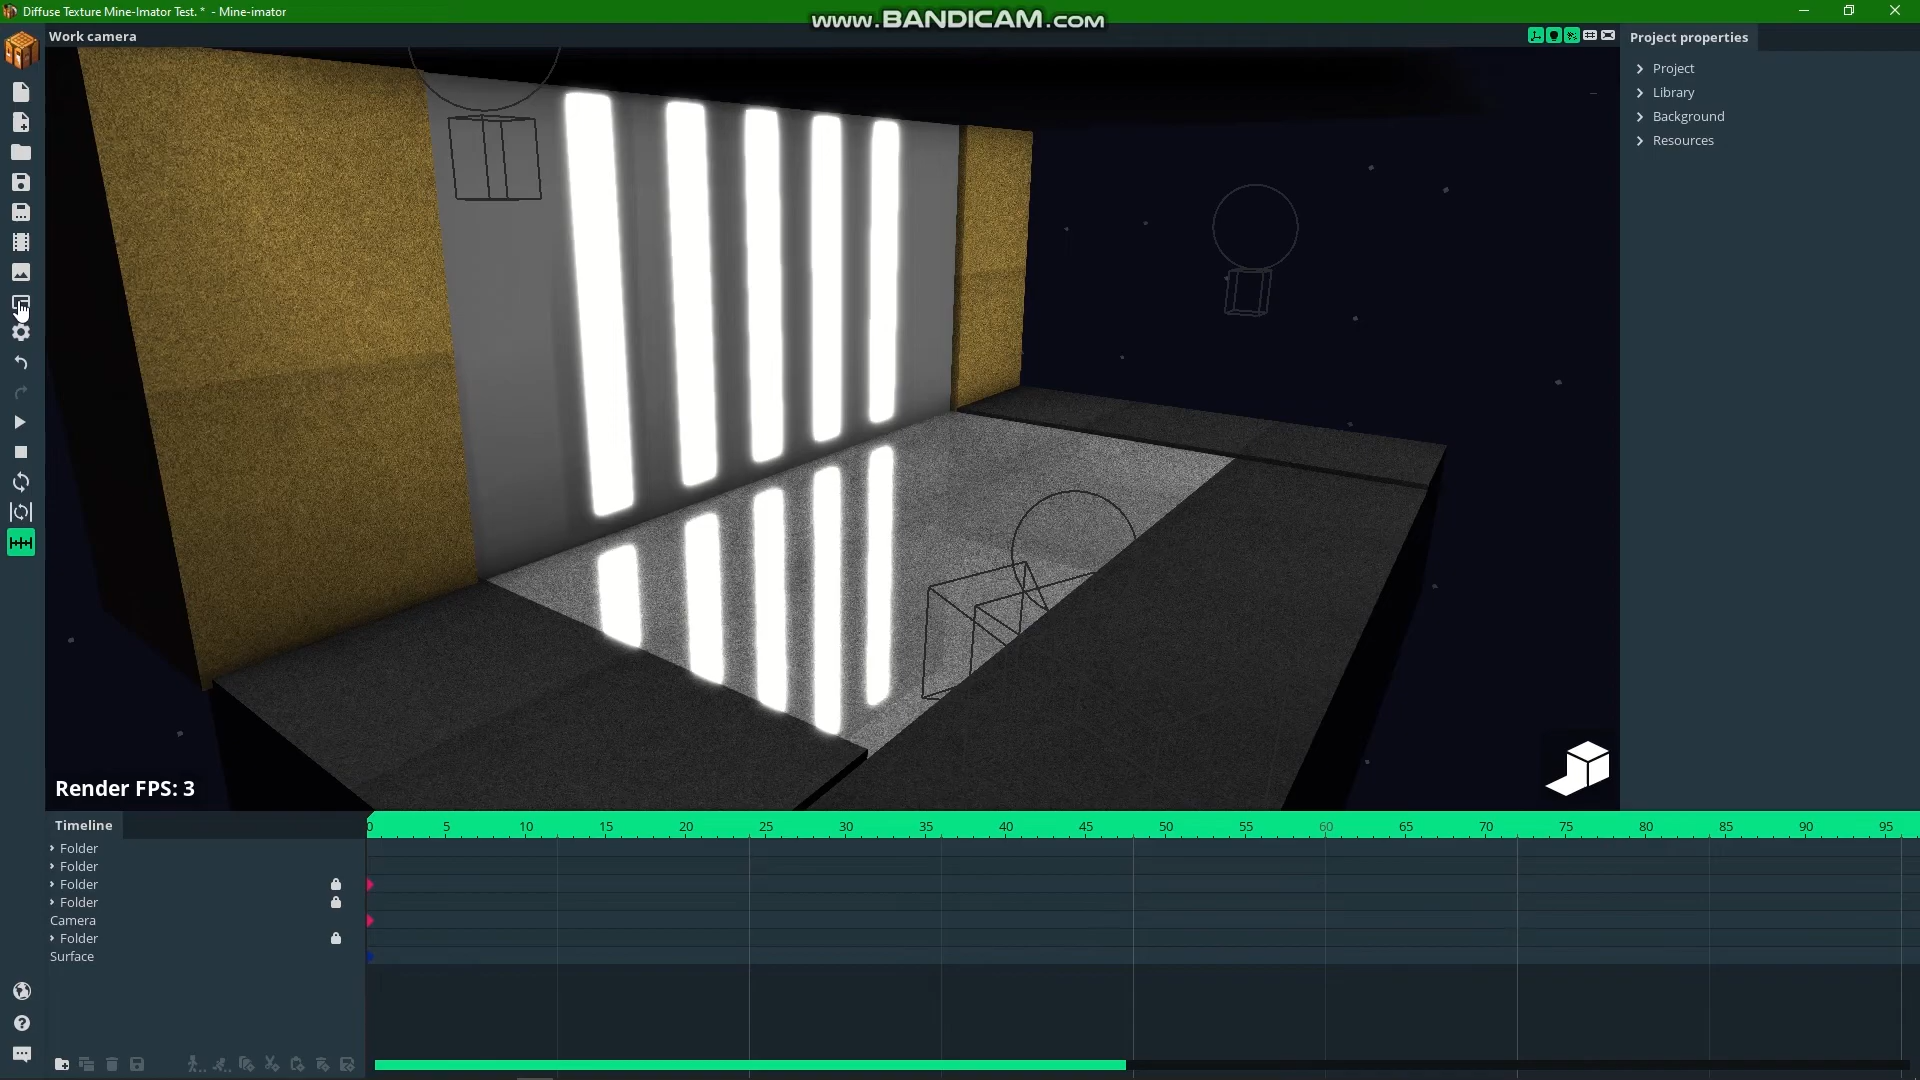 Diffuse Texture Mine-Imator Test. * - Mine-imator
www.BANDICAM.com
Work camera
Project properties
Project
Library
Background
Resources
Render FPS: 3
Timeline
0 5 10 15 20 25 30 35 40 45 50 55 60 65 70 75 80 85 90 95
Folder
Folder
Folder
Folder
Camera
Folder
Surface